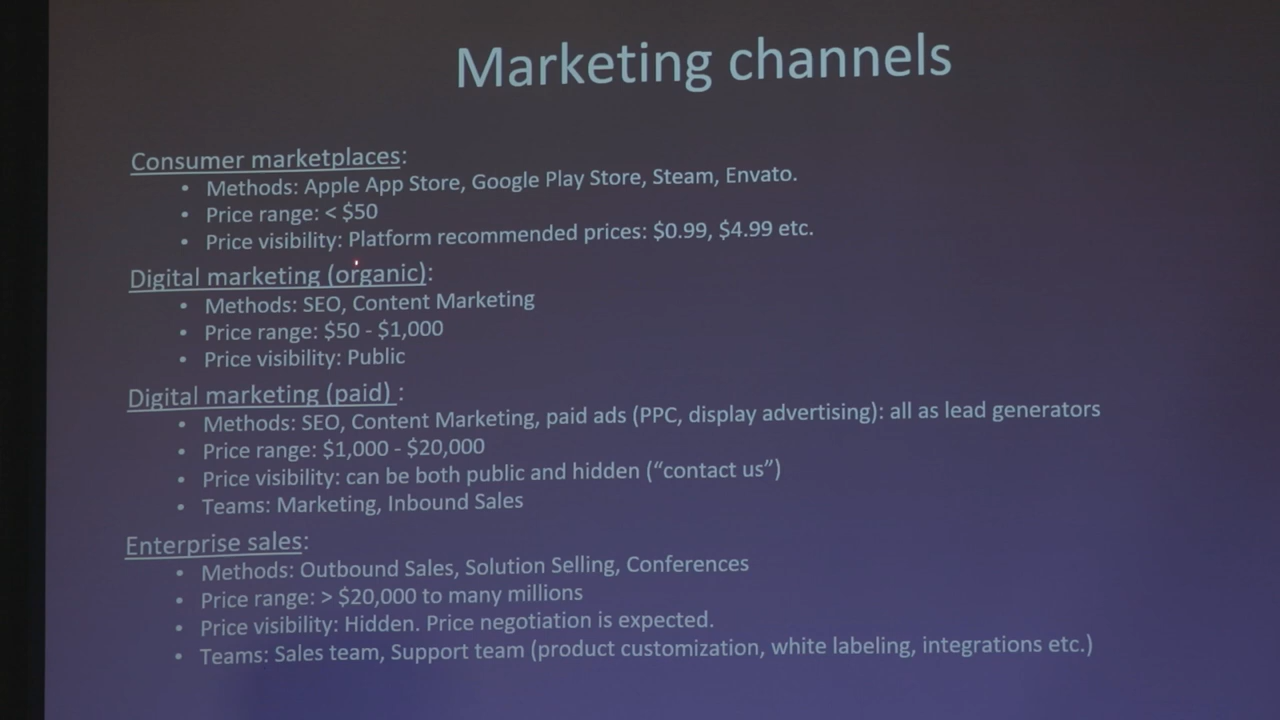 Marketing channels
Consumer marketplaces:
• Methods: Apple App Store, Google Play Store, Steam, Envato.
• Price range: < $50
• Price visibility: Platform recommended prices: $0.99, $4.99 etc.
Digital marketing (organic):
• Methods: SEO, Content Marketing
• Price range: $50 - $1,000
• Price visibility: Public
Digital marketing (paid) :
• Methods: SEO, Content Marketing, paid ads (PPC, display advertising): all as lead generators
• Price range: $1,000 - $20,000
• Price visibility: can be both public and hidden (“contact us”)
• Teams: Marketing, Inbound Sales
Enterprise sales:
• Methods: Outbound Sales, Solution Selling, Conferences
• Price range: > $20,000 to many millions
• Price visibility: Hidden. Price negotiation is expected.
• Teams: Sales team, Support team (product customization, white labeling, integrations etc.)